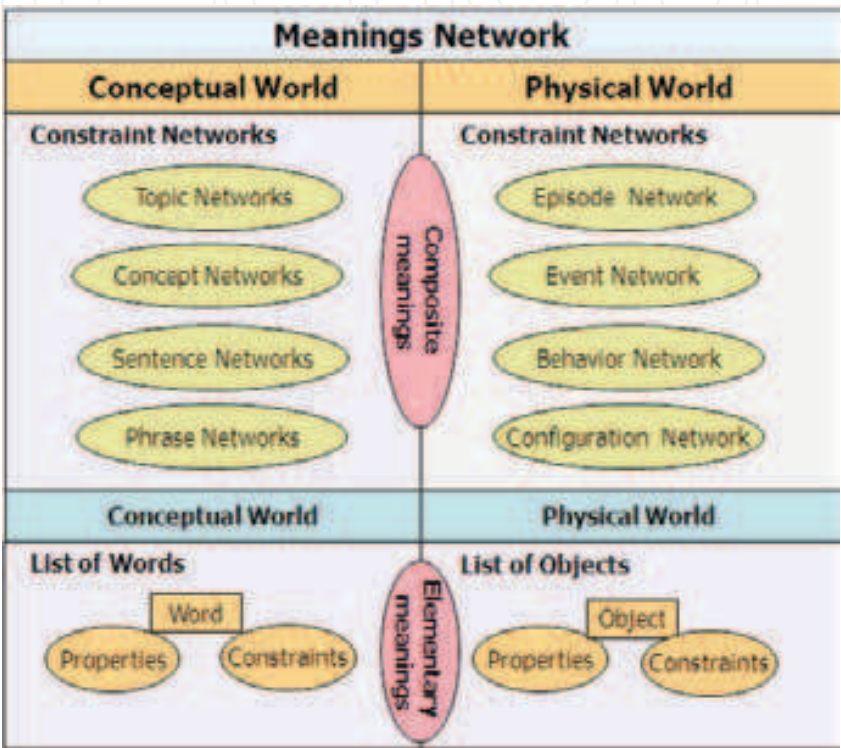 Meanings Network
Conceptual World
Physical World
Constraint Networks
Topic Networks
Concept Networks
Sentence Networks
Phrase Networks
Composite
meanings
Constraint Networks
Episode Network
Event Network
Behavior Network
Configuration Network
Conceptual World
Physical World
List of Words
Word
Properties
Constraints
Elementary
meanings
List of Objects
Object
Properties
Constraints